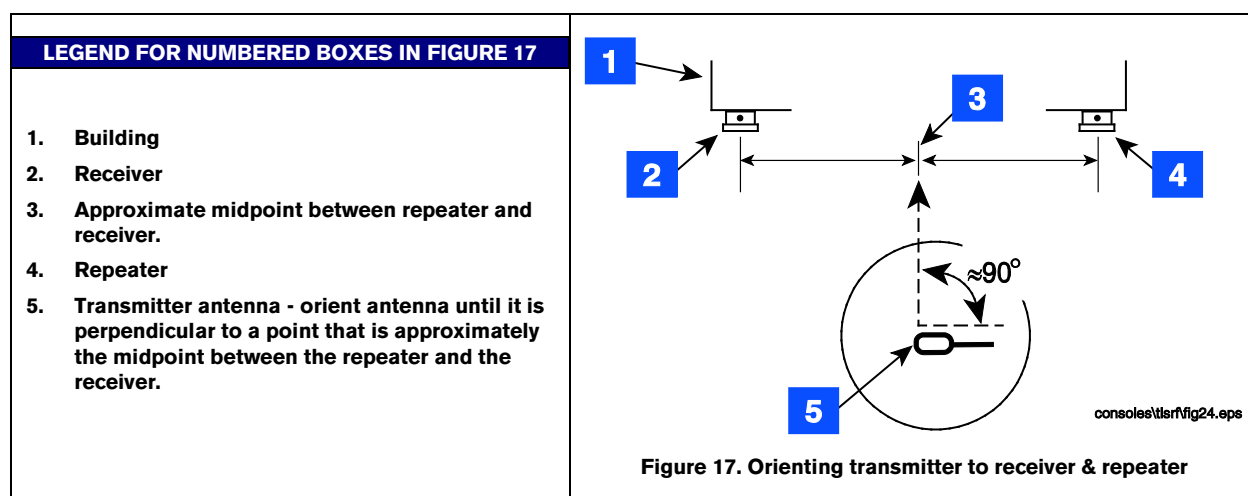 LEGEND FOR NUMBERED BOXES IN FIGURE 17
1. Building
2. Receiver
3. Approximate midpoint between repeater and
receiver.
4. Repeater
5. Transmitter antenna - orient antenna until it is
perpendicular to a point that is approximately
the midpoint between the repeater and the
receiver.
1
3
2
4
≈90°
5
consoles\tlsrf\fig24.eps
Figure 17. Orienting transmitter to receiver & repeater